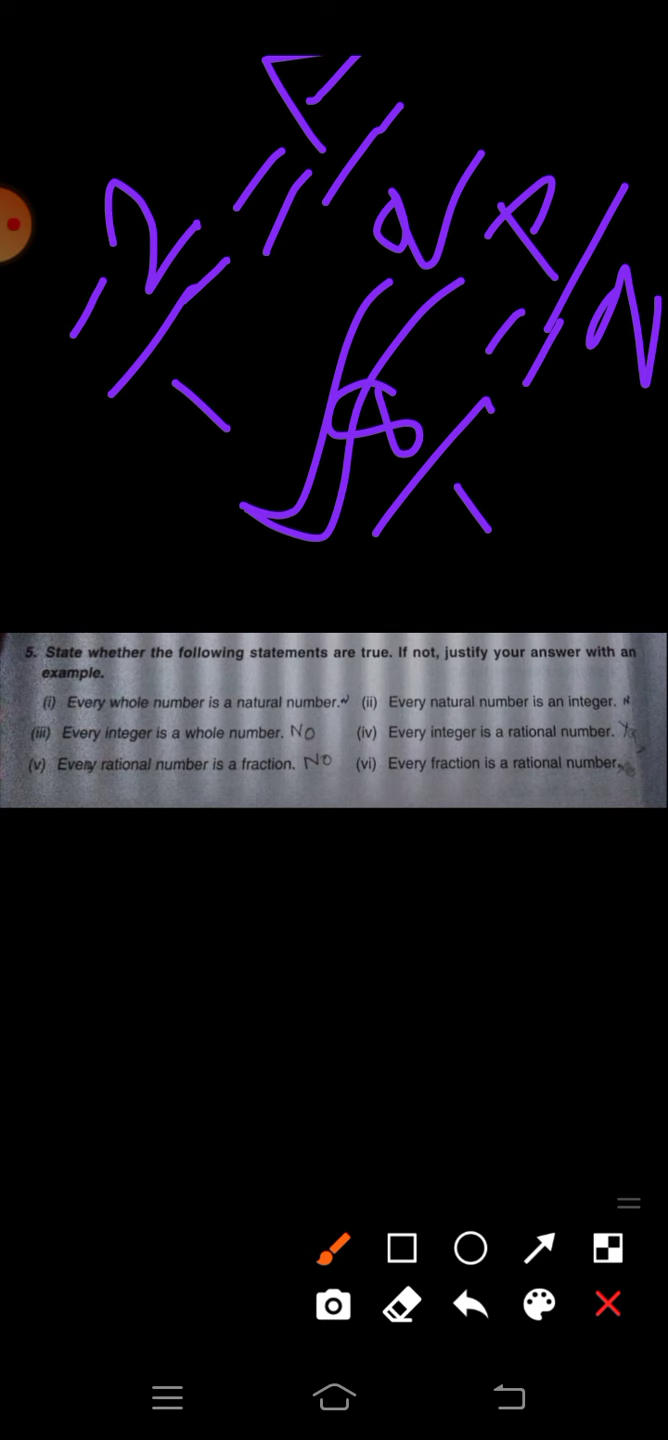 5. State whether the following statements are true. If not, justify your answer with an
example.
(i) Every whole number is a natural number. (ii) Every natural number is an integer.
(iii) Every integer is a whole number. NO (iv) Every integer is a rational number.
(v) Every rational number is a fraction. NO (vi) Every fraction is a rational number.